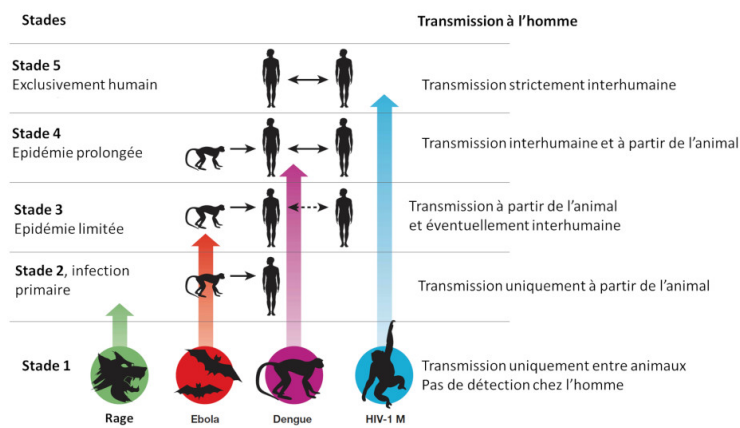 Stades
Transmission à l’homme
Stade 5
Exclusivement humain
Transmission strictement interhumaine
Stade 4
Epidémie prolongée
Transmission interhumaine et à partir de l’animal
Stade 3
Epidémie limitée
Transmission à partir de l’animal
et éventuellement interhumaine
Stade 2, infection
primaire
Transmission uniquement à partir de l’animal
Stade 1
Transmission uniquement entre animaux
Pas de détection chez l’homme
Rage
Ebola
Dengue
HIV-1 M